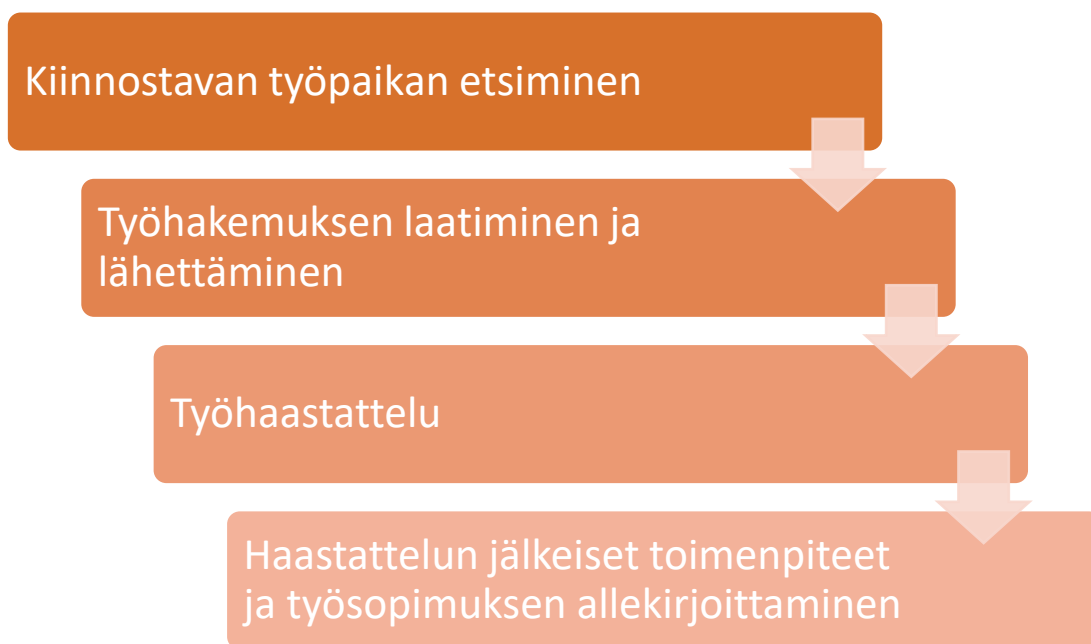 Kiinnostavan työpaikan etsiminen
Työhakemuksen laatiminen ja
lähettäminen
Työhaastattelu
Haastattelun jälkeiset toimenpiteet
ja työsopimuksen allekirjoittaminen